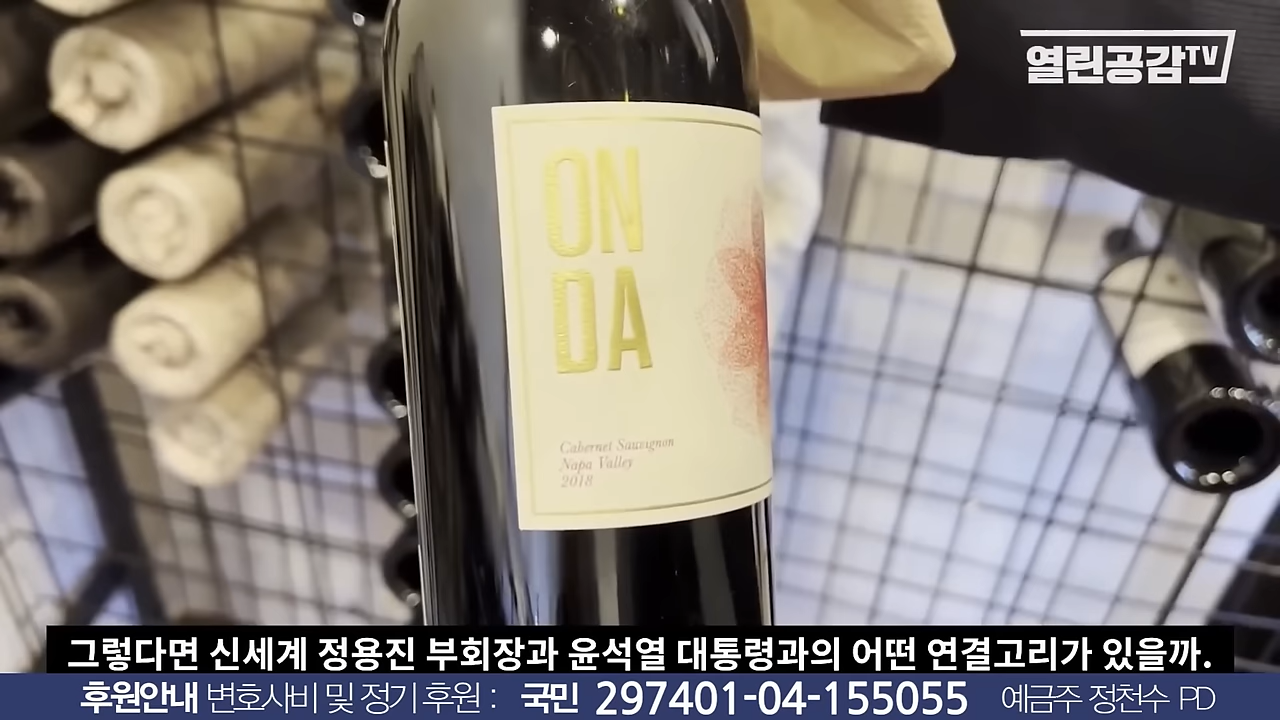 열린공감TV
ON
DA
Cabernet Sauvignon
Napa Valley
2018
그렇다면 신세계 정용진 부회장과 윤석열 대통령과의 어떤 연결고리가 있을까.
후원안내 변호사비 및 정기 후원 : 국민 297401-04-155055 예금주 정천수 PD